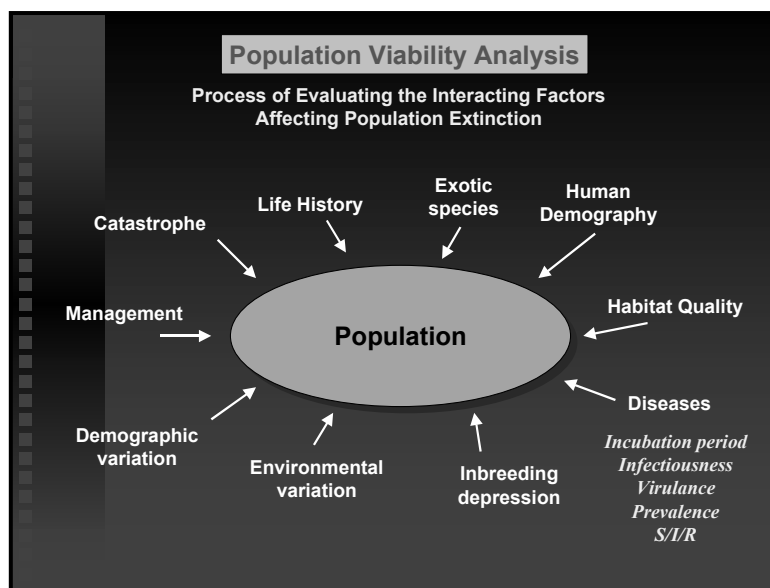 Population Viability Analysis
Process of Evaluating the Interacting Factors
Affecting Population Extinction
Catastrophe
Life History
Exotic
species
Human
Demography
Management
Population
Habitat Quality
Demographic
variation
Environmental
variation
Inbreeding
depression
Diseases
Incubation period
Infectiousness
Virulance
Prevalence
S/I/R